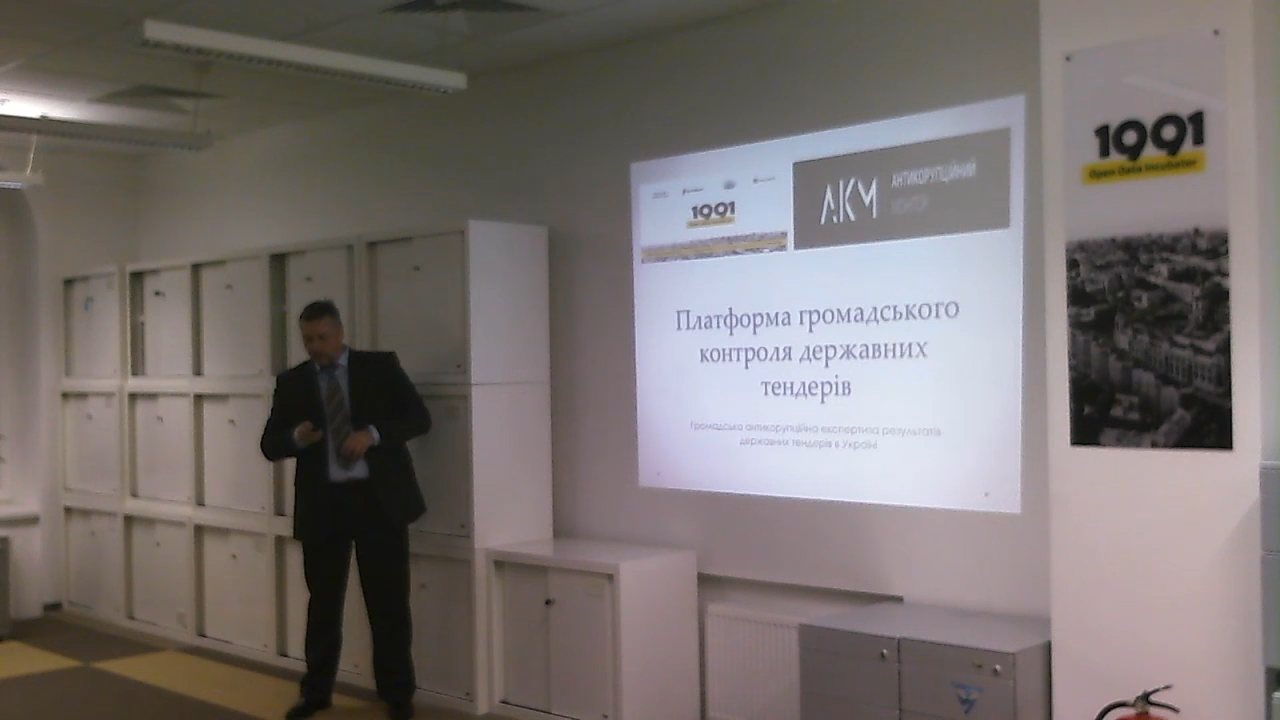 1991
АКМ
АНТИКОРУПЦІЙНИЙ
Платформа громадського
контроля державних
тендерів
Громадська антикорупційна експертиза результатів
державних тендерів в Україні
1991
Open Data Incubator